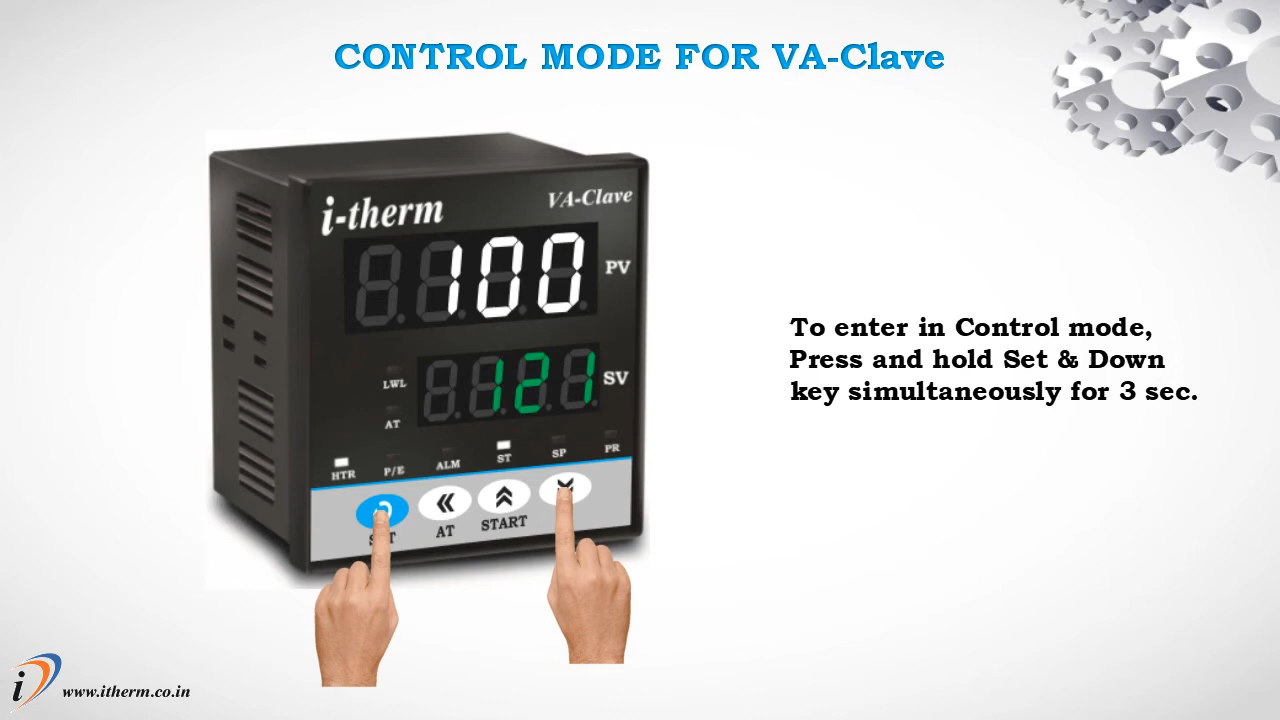 CONTROL MODE FOR VA-Clave
i-therm
VA-Clave
100
PV
121
SV
LWL
AT
HTR
P/E
ALM
ST
SP
PR
AT
START
To enter in Control mode,
Press and hold Set & Down
key simultaneously for 3 sec.
i
www.itherm.co.in